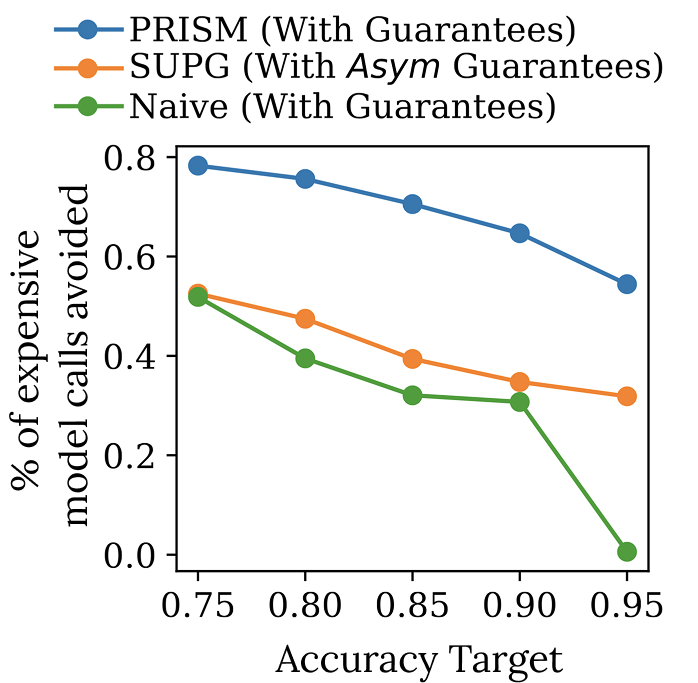 PRISM (With Guarantees)
SUPG (With Asym Guarantees)
Naive (With Guarantees)
% of expensive
model calls avoided
0.8
0.6
0.4
0.2
0.0
0.75 0.80 0.85 0.90 0.95
Accuracy Target